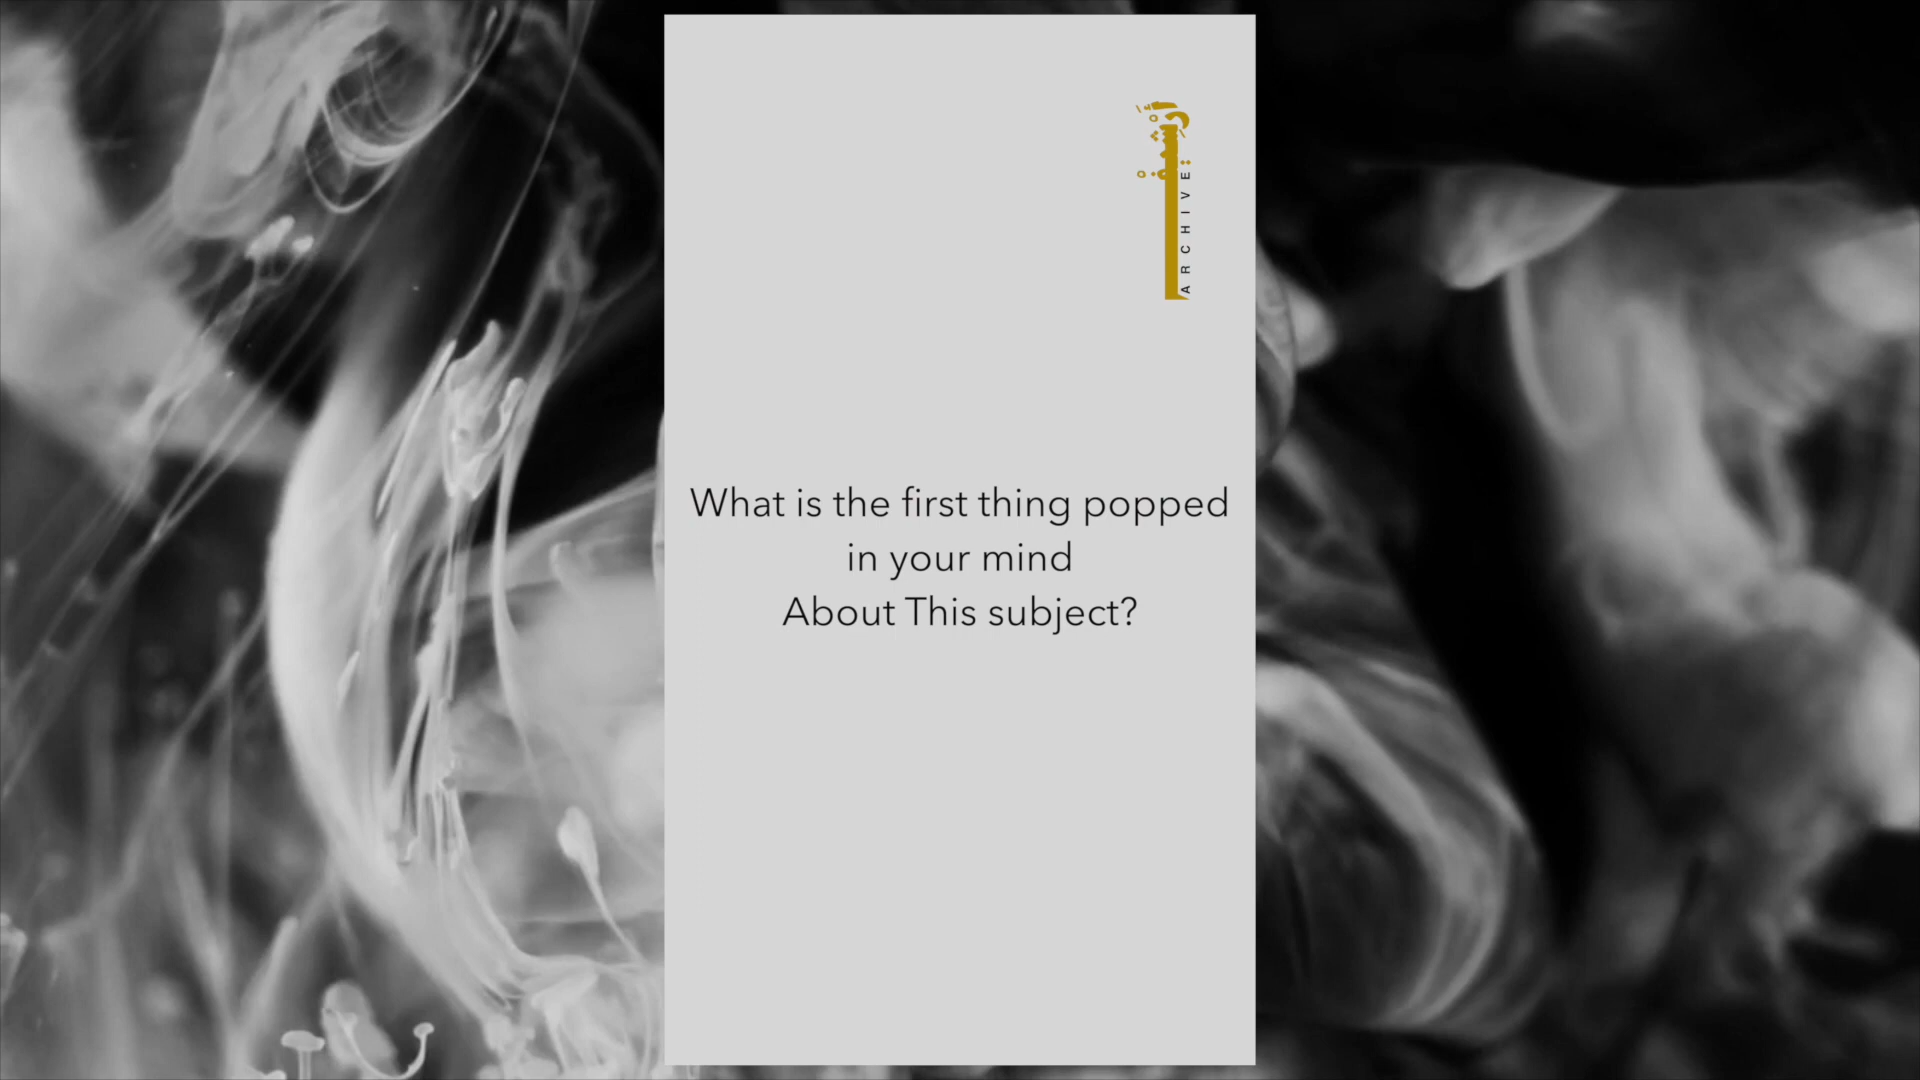 ARCHIVE:
What is the first thing popped
in your mind
About This subject?